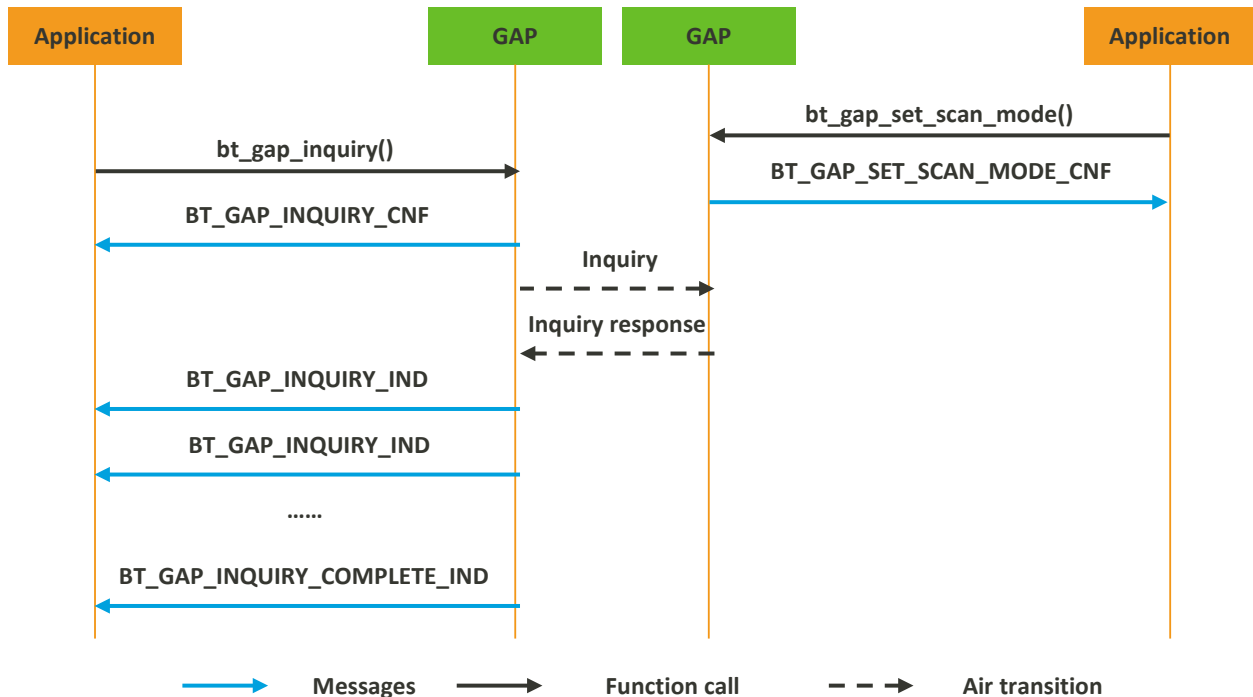 Application
GAP
GAP
Application
bt_gap_set_scan_mode()
bt_gap_inquiry()
BT_GAP_SET_SCAN_MODE_CNF
BT_GAP_INQUIRY_CNF
Inquiry
Inquiry response
BT_GAP_INQUIRY_IND
BT_GAP_INQUIRY_IND
......
BT_GAP_INQUIRY_COMPLETE_IND
Messages
Function call
Air transition